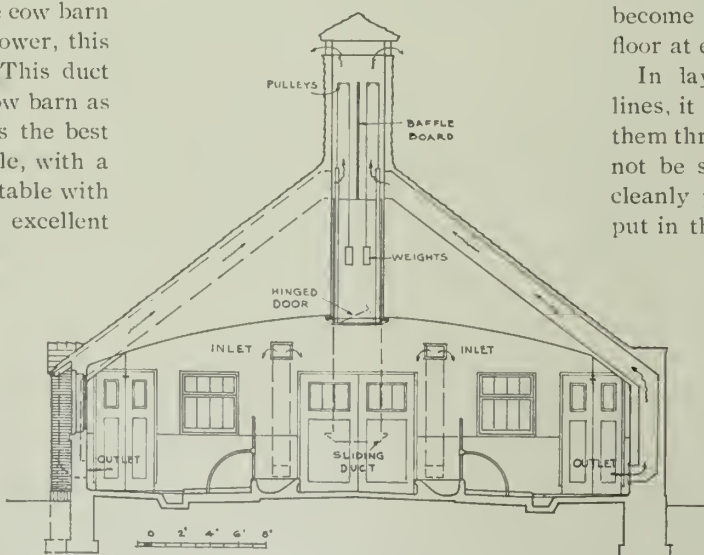 e cow barn
ower, this
This duct
ow barn as
s the best
le, with a
table with
excellent
become
floor at e
In lay
lines, it
them thr
not be s
cleanly
put in th
PULLEYS
BAFFLE
BOARD
WEIGHTS
HINGED
DOOR
INLET
INLET
OUTLET
SLIDING
DUCT
OUTLET
0 2' 4' 6' 8'